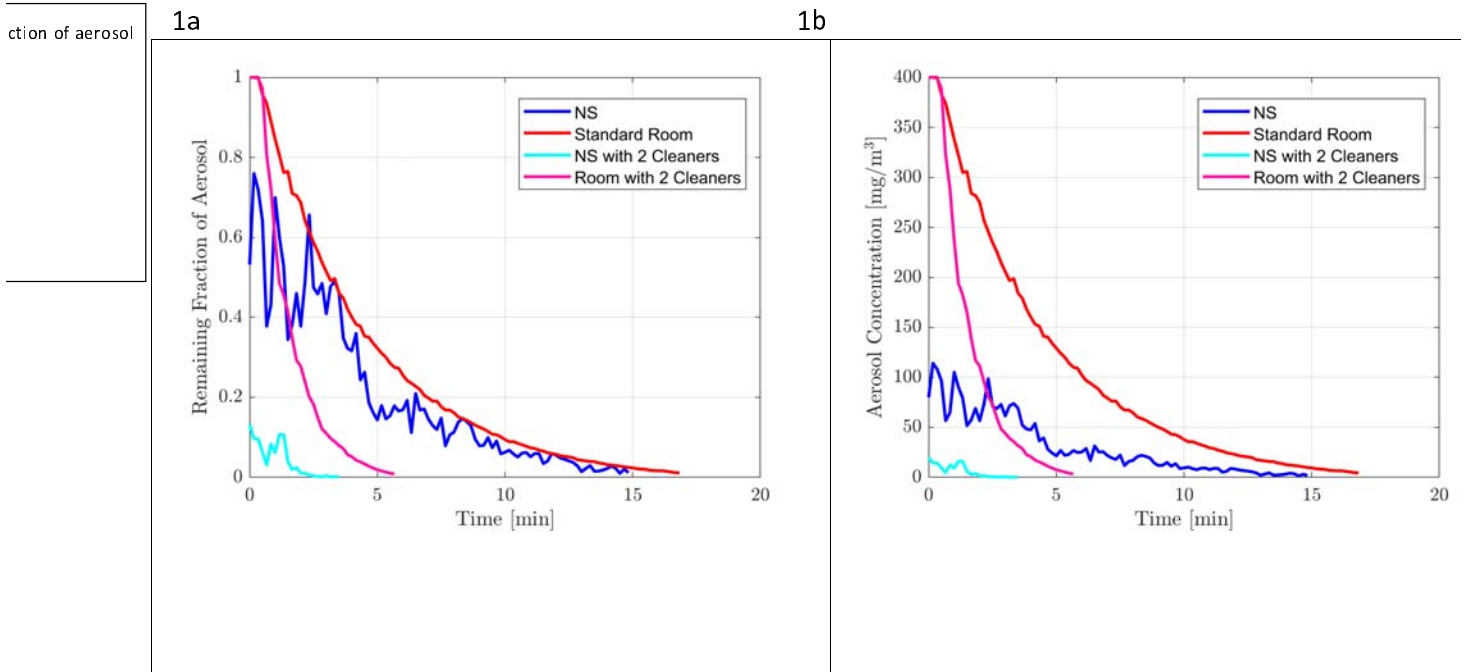 1a
1b
ction of aerosol
1
0.8
0.6
0.4
0.2
0
0
5
10
15
20
Remaining Fraction of Aerosol
Time [min]
NS
Standard Room
NS with 2 Cleaners
Room with 2 Cleaners
400
350
300
250
200
150
100
50
0
0
5
10
15
20
Aerosol Concentration [mg/m³]
Time [min]
NS
Standard Room
NS with 2 Cleaners
Room with 2 Cleaners